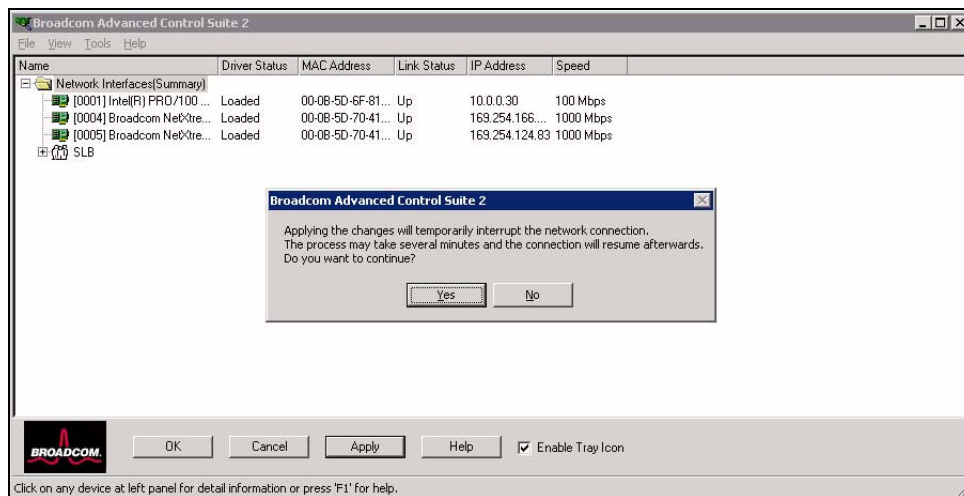 Broadcom Advanced Control Suite 2
File View Tools Help
Name Driver Status MAC Address Link Status IP Address Speed
Network Interfaces(Summary)
[0001] Intel(R) PRO/100 ... Loaded 00-0B-5D-6F-81... Up 10.0.0.30 100 Mbps
[0004] Broadcom NetXtre... Loaded 00-0B-5D-70-41... Up 169.254.166.... 1000 Mbps
[0005] Broadcom NetXtre... Loaded 00-0B-5D-70-41... Up 169.254.124.83 1000 Mbps
SLB
Broadcom Advanced Control Suite 2
Applying the changes will temporarily interrupt the network connection.
The process may take several minutes and the connection will resume afterwards.
Do you want to continue?
Yes No
BROADCOM. OK Cancel Apply Help Enable Tray Icon
Click on any device at left panel for detail information or press 'F1' for help.